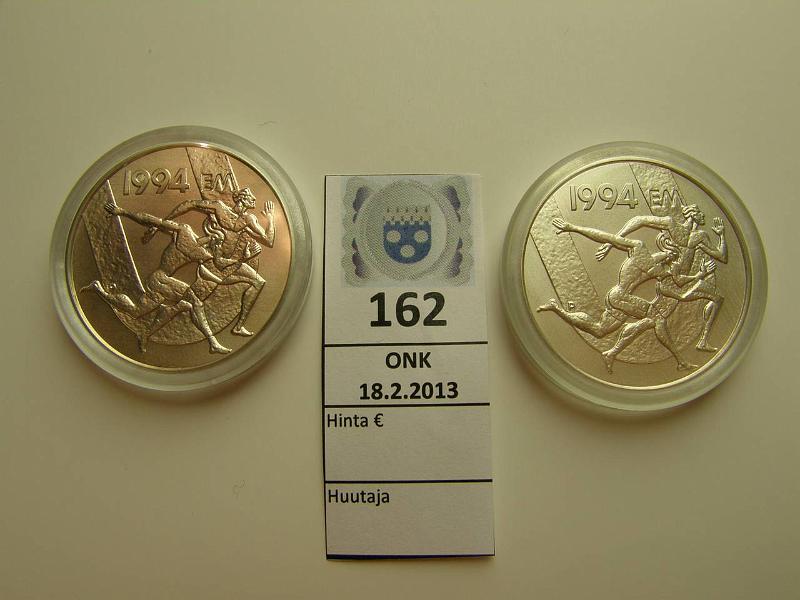 1994 EM
162
ONK
18.2.2013
Hinta €
Huutaja
1994 EM